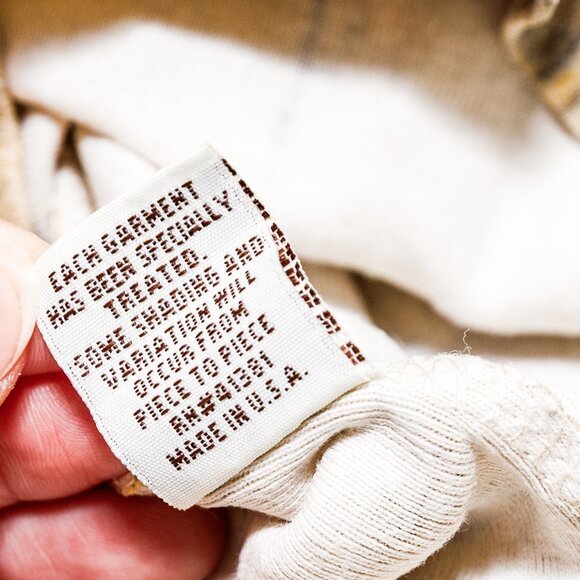 EACH GARMENT
HAS BEEN SPECIALLY
TREATED.
SOME SHADING AND
VARIATION WILL
OCCUR FROM
PIECE TO PIECE
RN#91381
MADE IN U.S.A.